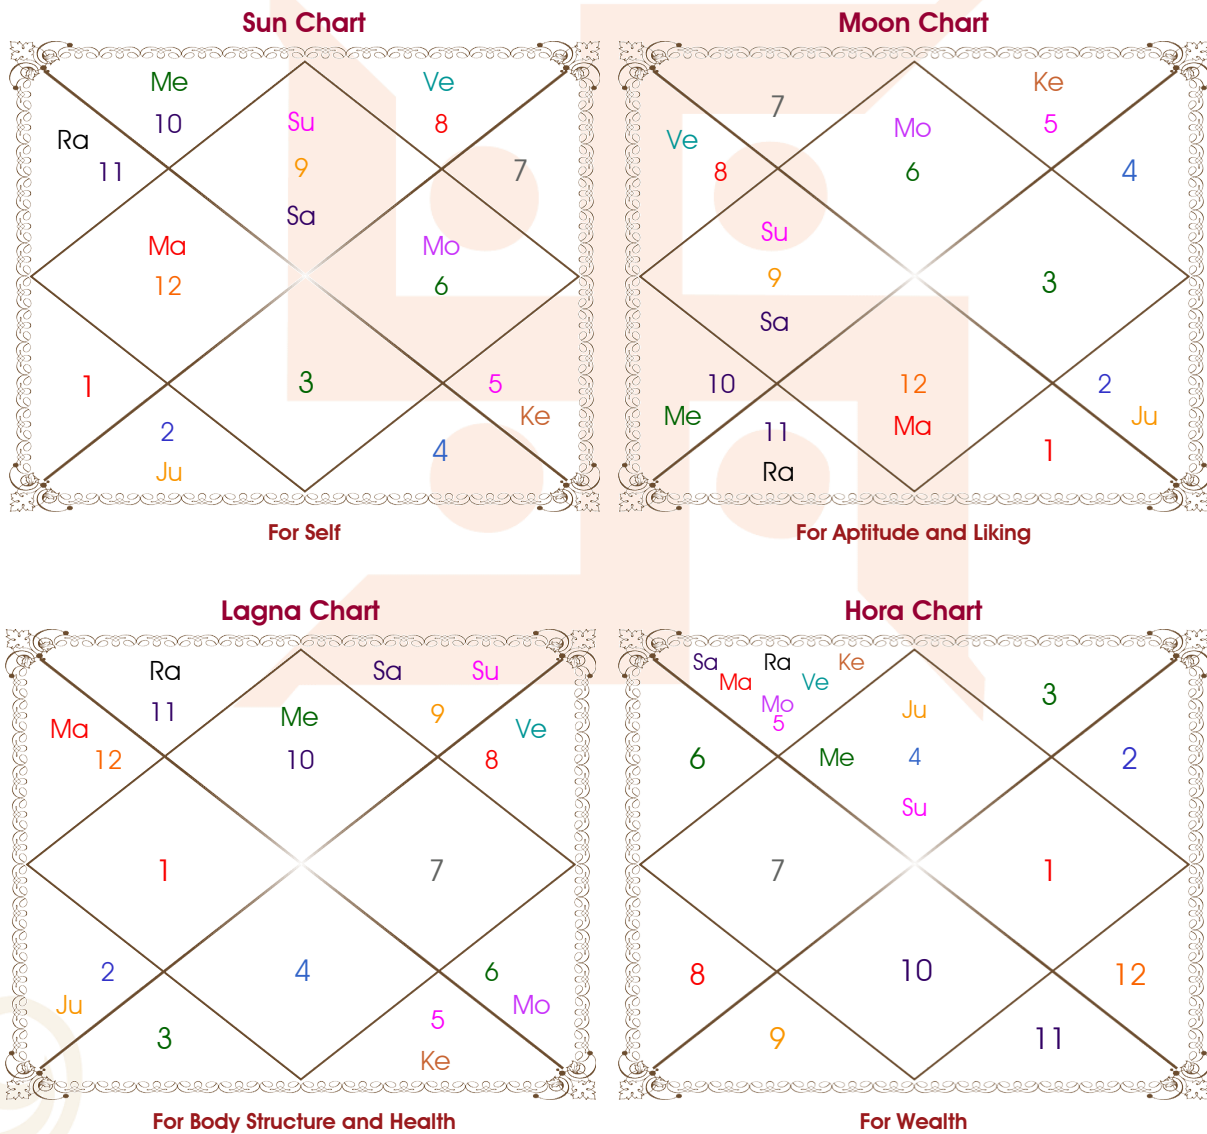 Sun Chart
Me
Ve
Ra
10
Su
8
11
9
7
Sa
Ma
Mo
12
6
1
3
5
2
Ke
Ju
4
For Self
Moon Chart
7
Ke
Ve
Mo
5
8
6
4
Su
9
3
Sa
10
12
2
Me
Ma
Ju
11
1
Ra
For Aptitude and Liking
Lagna Chart
Ra
Sa
Su
11
Me
9
Ma
Ve
12
10
8
1
7
2
4
6
Ju
Mo
3
5
Ke
For Body Structure and Health
Hora Chart
Sa
Ra
Ke
Ma
Ve
Mo
5
Ju
3
6
Me
4
2
Su
7
1
8
10
12
9
11
For Wealth